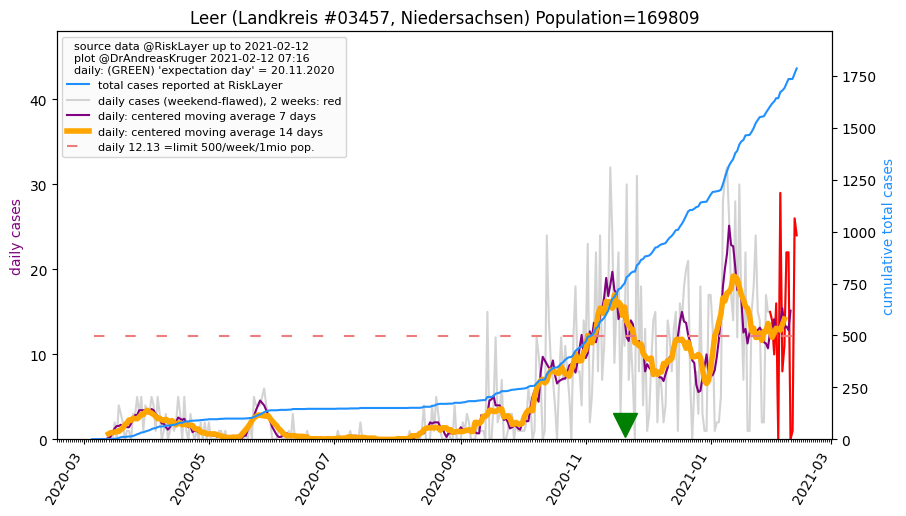 Leer (Landkreis #03457, Niedersachsen) Population=169809
source data @RiskLayer up to 2021-02-12
plot @DrAndreasKruger 2021-02-12 07:16
daily: (GREEN) 'expectation day' = 20.11.2020
total cases reported at RiskLayer
daily cases (weekend-flawed), 2 weeks: red
daily: centered moving average 7 days
daily: centered moving average 14 days
daily 12.13 =limit 500/week/1mio pop.
daily cases
40
30
20
10
0
cumulative total cases
1750
1500
1250
1000
750
500
250
0
2020-03
2020-05
2020-07
2020-09
2020-11
2021-01
2021-03